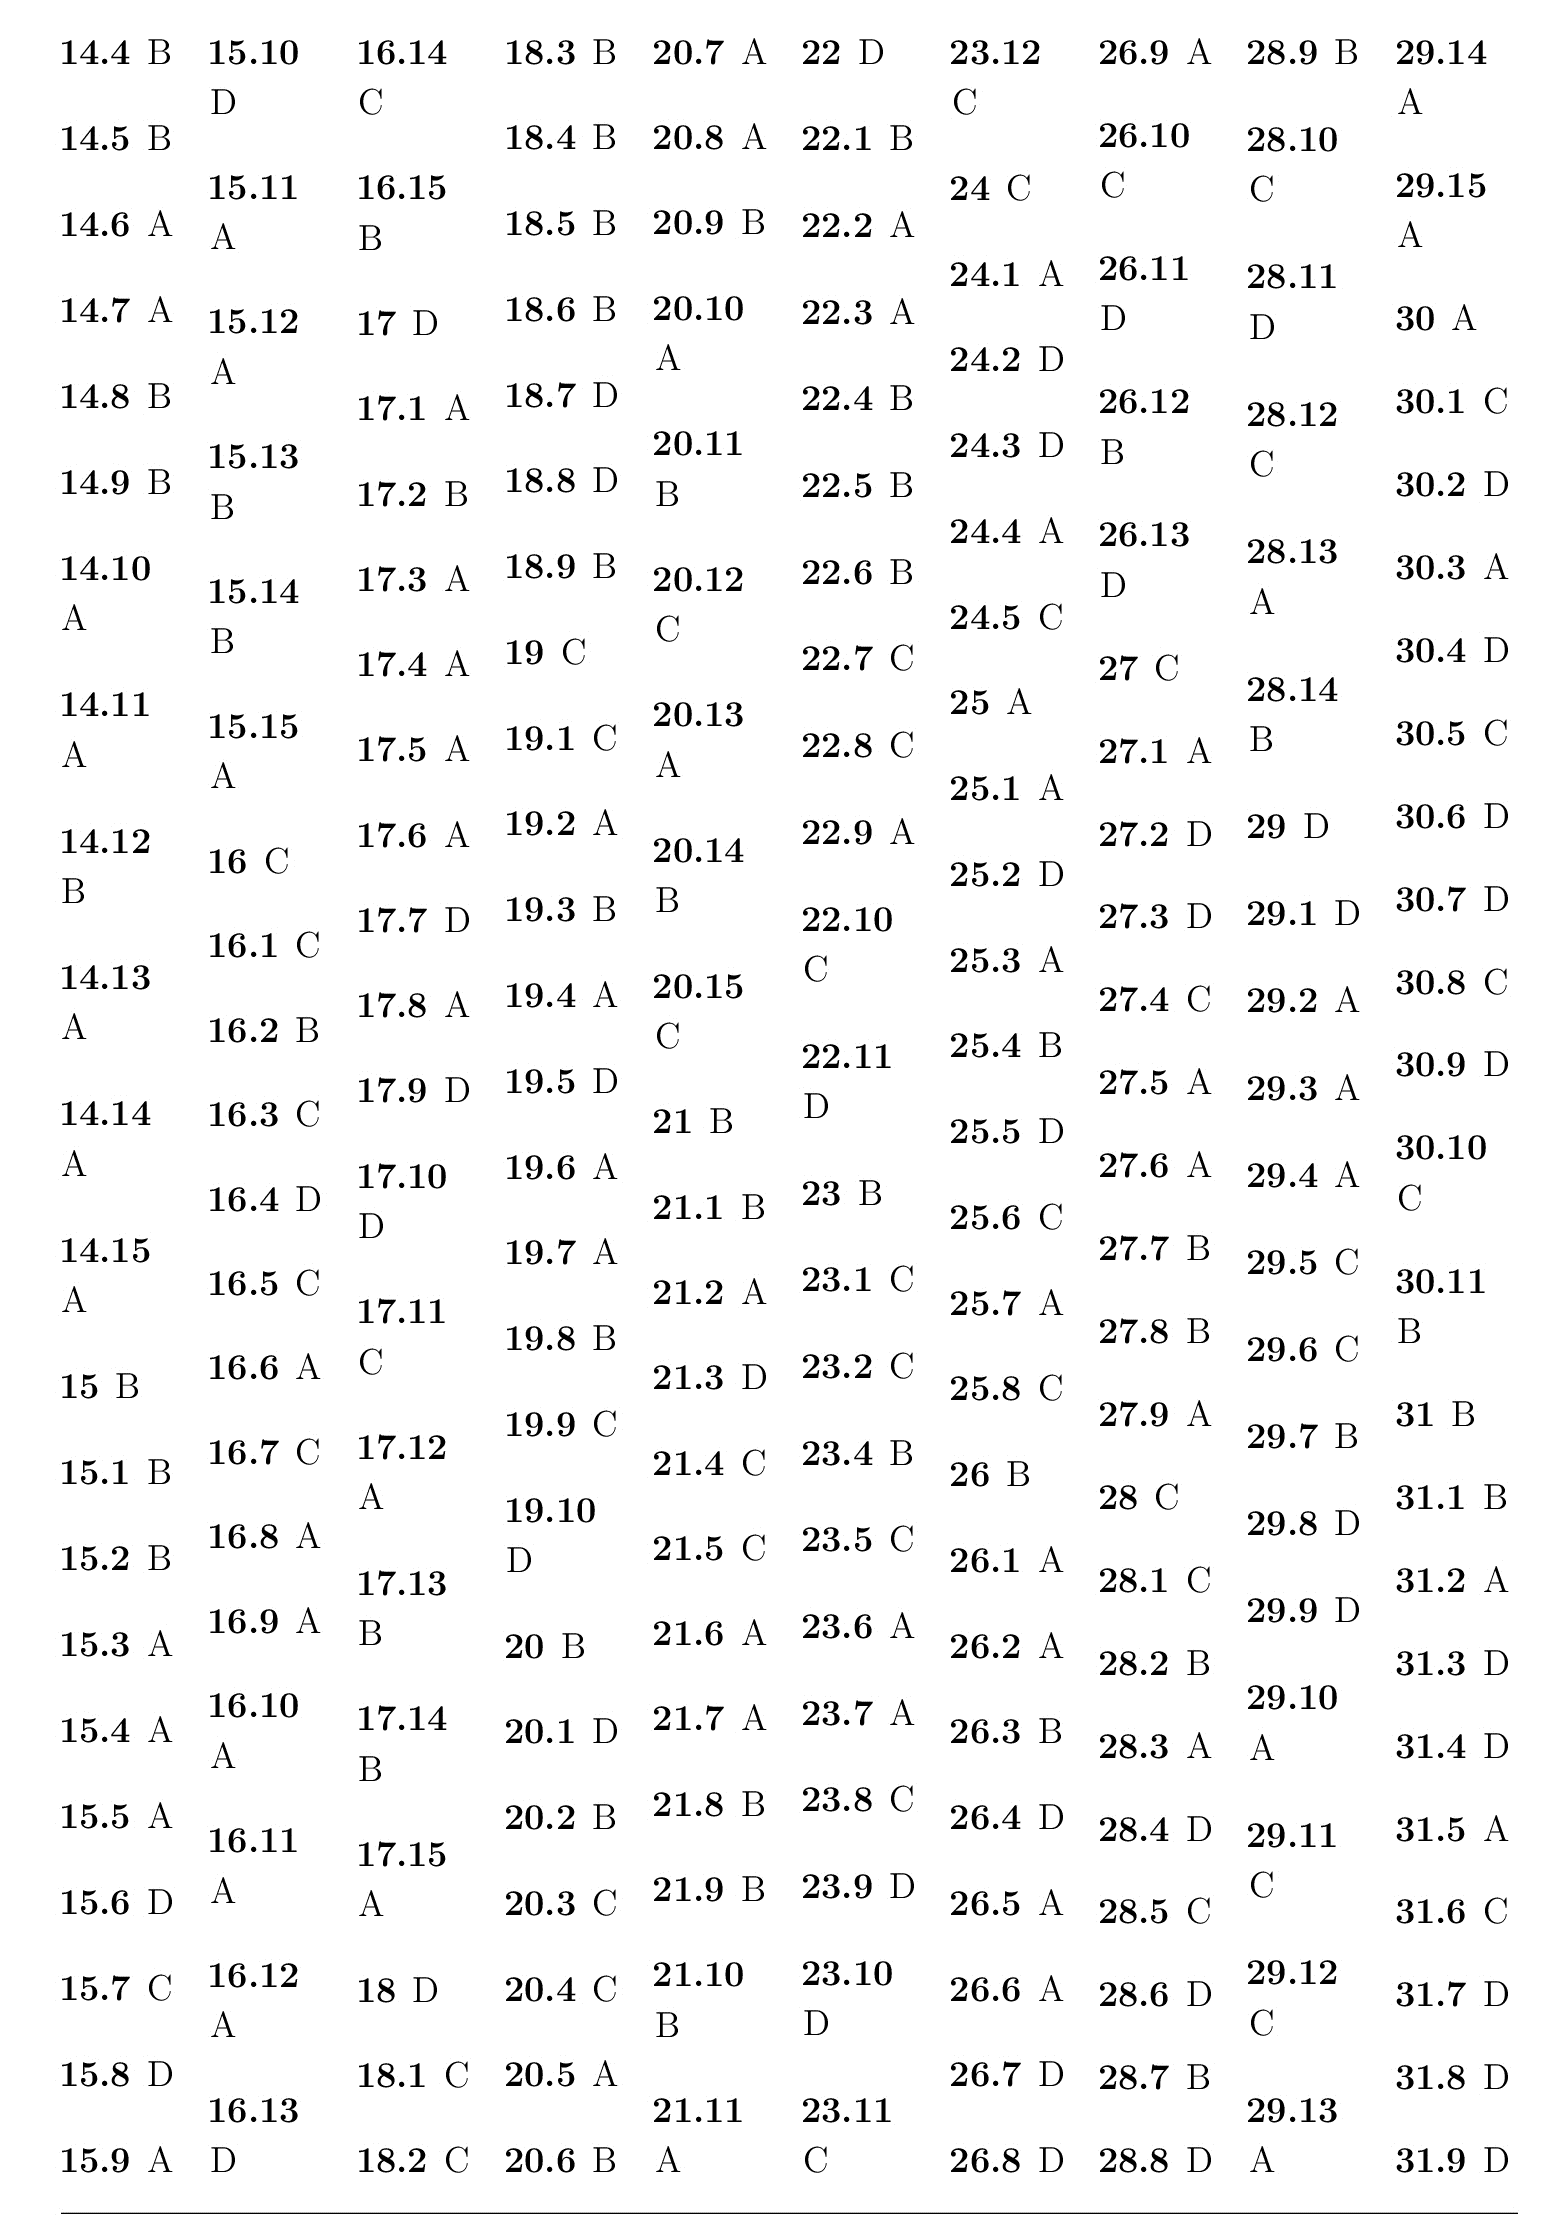 14.4 B
14.5 B
14.6 A
14.7 A
14.8 B
14.9 B
14.10
A
14.11
A
14.12
B
14.13
A
14.14
A
14.15
A
15 B
15.1 B
15.2 B
15.3 A
15.4 A
15.5 A
15.6 D
15.7 C
15.8 D
15.9 A
15.10
D
15.11
A
15.12
A
15.13
B
15.14
B
15.15
A
16 C
16.1 C
16.2 B
16.3 C
16.4 D
16.5 C
16.6 A
16.7 C
16.8 A
16.9 A
16.10
A
16.11
A
16.12
A
16.13
D
16.14
C
16.15
B
17 D
17.1 A
17.2 B
17.3 A
17.4 A
17.5 A
17.6 A
17.7 D
17.8 A
17.9 D
17.10
D
17.11
C
17.12
A
17.13
B
17.14
B
17.15
A
18 D
18.1 C
18.2 C
18.3 B
18.4 B
18.5 B
18.6 B
18.7 D
18.8 D
18.9 B
19 C
19.1 C
19.2 A
19.3 B
19.4 A
19.5 D
19.6 A
19.7 A
19.8 B
19.9 C
19.10
D
20 B
20.1 D
20.2 B
20.3 C
20.4 C
20.5 A
20.6 B
20.7 A
20.8 A
20.9 B
20.10
A
20.11
B
20.12
C
20.13
A
20.14
B
20.15
C
21 B
21.1 B
21.2 A
21.3 D
21.4 C
21.5 C
21.6 A
21.7 A
21.8 B
21.9 B
21.10
B
21.11
A
22 D
22.1 B
22.2 A
22.3 A
22.4 B
22.5 B
22.6 B
22.7 C
22.8 C
22.9 A
22.10
C
22.11
D
23 B
23.1 C
23.2 C
23.4 B
23.5 C
23.6 A
23.7 A
23.8 C
23.9 D
23.10
D
23.11
C
23.12
C
24 C
24.1 A
24.2 D
24.3 D
24.4 A
24.5 C
25 A
25.1 A
25.2 D
25.3 A
25.4 B
25.5 D
25.6 C
25.7 A
25.8 C
26 B
26.1 A
26.2 A
26.3 B
26.4 D
26.5 A
26.6 A
26.7 D
26.8 D
26.9 A
26.10
C
26.11
D
26.12
B
26.13
D
27 C
27.1 A
27.2 D
27.3 D
27.4 C
27.5 A
27.6 A
27.7 B
27.8 B
27.9 A
28 C
28.1 C
28.2 B
28.3 A
28.4 D
28.5 C
28.6 D
28.7 B
28.8 D
28.9 B
28.10
C
28.11
D
28.12
C
28.13
A
28.14
B
29 D
29.1 D
29.2 A
29.3 A
29.4 A
29.5 C
29.6 C
29.7 B
29.8 D
29.9 D
29.10
A
29.11
C
29.12
C
29.13
A
29.14
A
29.15
A
30 A
30.1 C
30.2 D
30.3 A
30.4 D
30.5 C
30.6 D
30.7 D
30.8 C
30.9 D
30.10
C
30.11
B
31 B
31.1 B
31.2 A
31.3 D
31.4 D
31.5 A
31.6 C
31.7 D
31.8 D
31.9 D